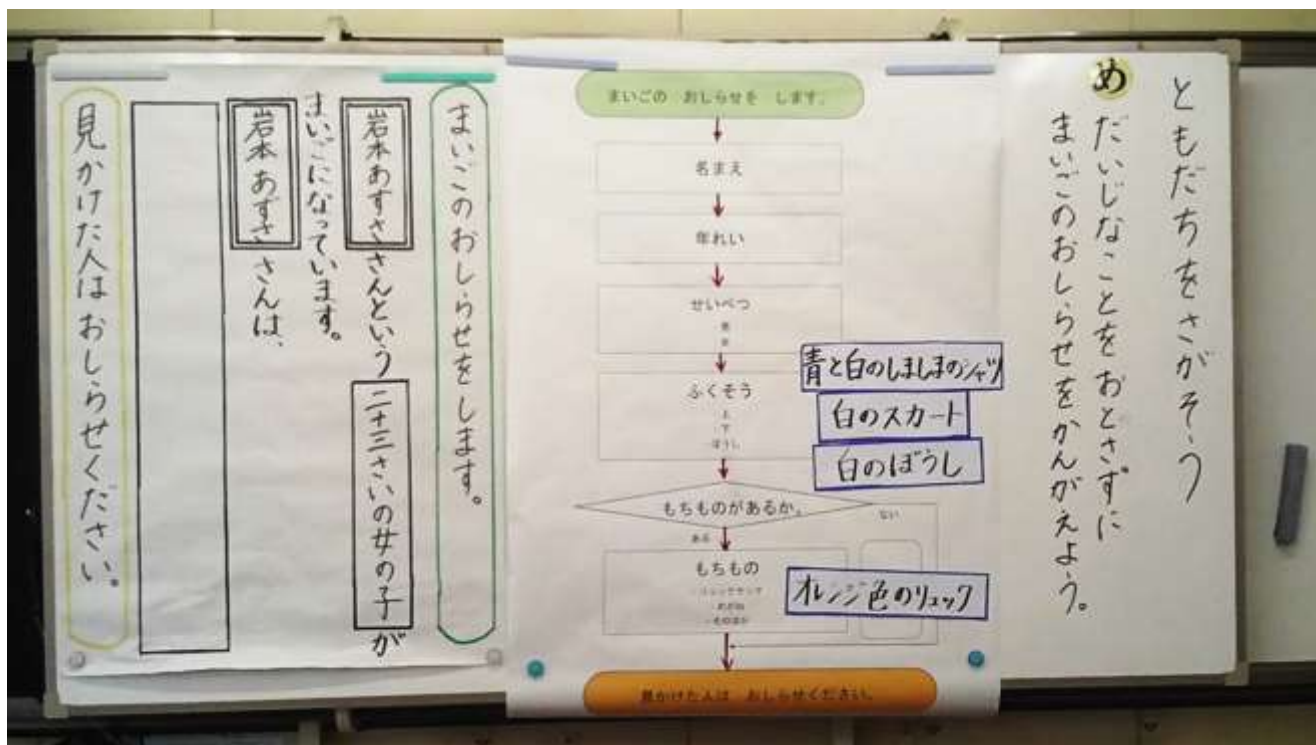 ともだちをさがそう
め
だいじなことをおとさずに
まいごのおしらせをかんがえよう。
まいごの おしらせを します。
名まえ
年れい
せいべつ
ふくそう
上
下
ぼうし
青と白のしましまのシャツ
白のスカート
白のぼうし
もちものがあるか。
ない
ある
もちもの
オレンジ色のリュック
見かけた人は おしらせください。
まいごのおしらせをします。
岩本あずささんという 二十三さいの女の子が
まいごになっています。
岩本あずささんは、
見かけた人はおしらせください。